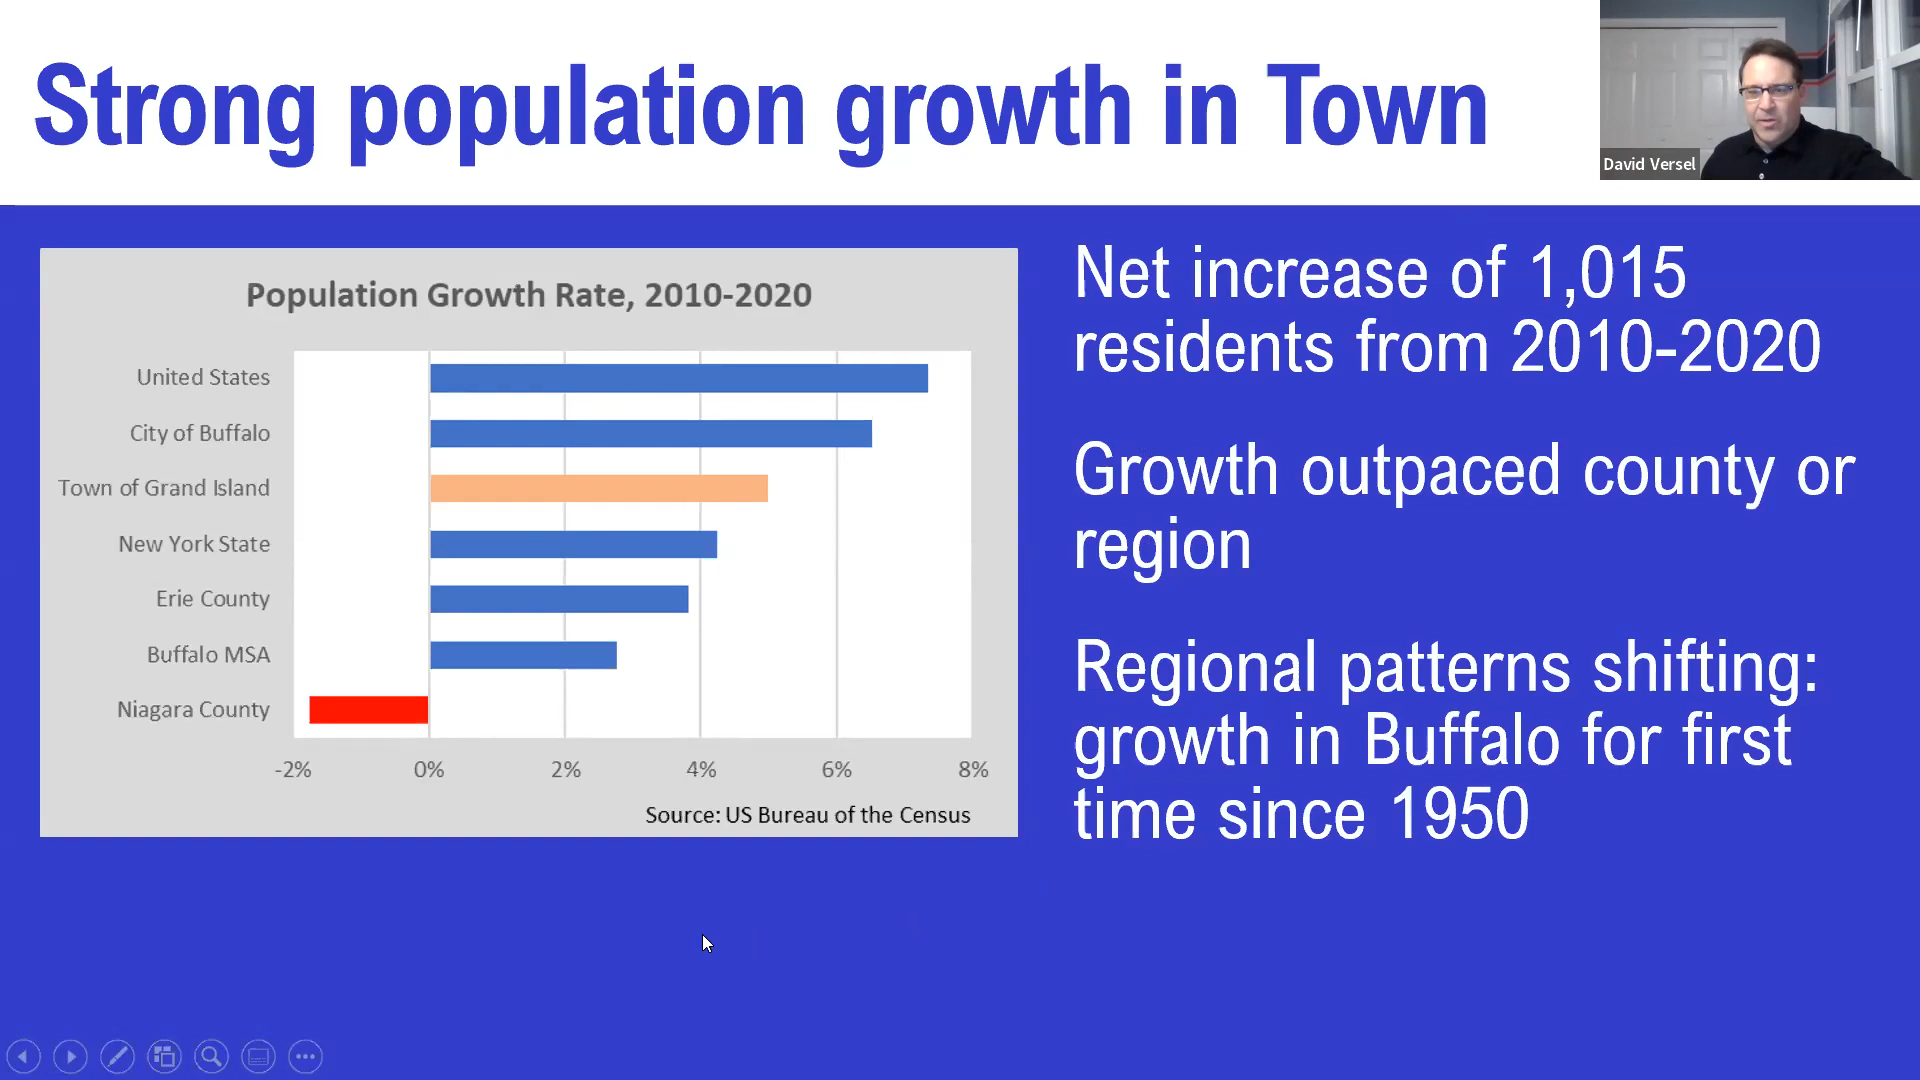 Strong population growth in Town
David Versel
Population Growth Rate, 2010-2020
United States
City of Buffalo
Town of Grand Island
New York State
Erie County
Buffalo MSA
Niagara County
-2% 0% 2% 4% 6% 8%
Source: US Bureau of the Census
Net increase of 1,015
residents from 2010-2020
Growth outpaced county or
region
Regional patterns shifting:
growth in Buffalo for first
time since 1950